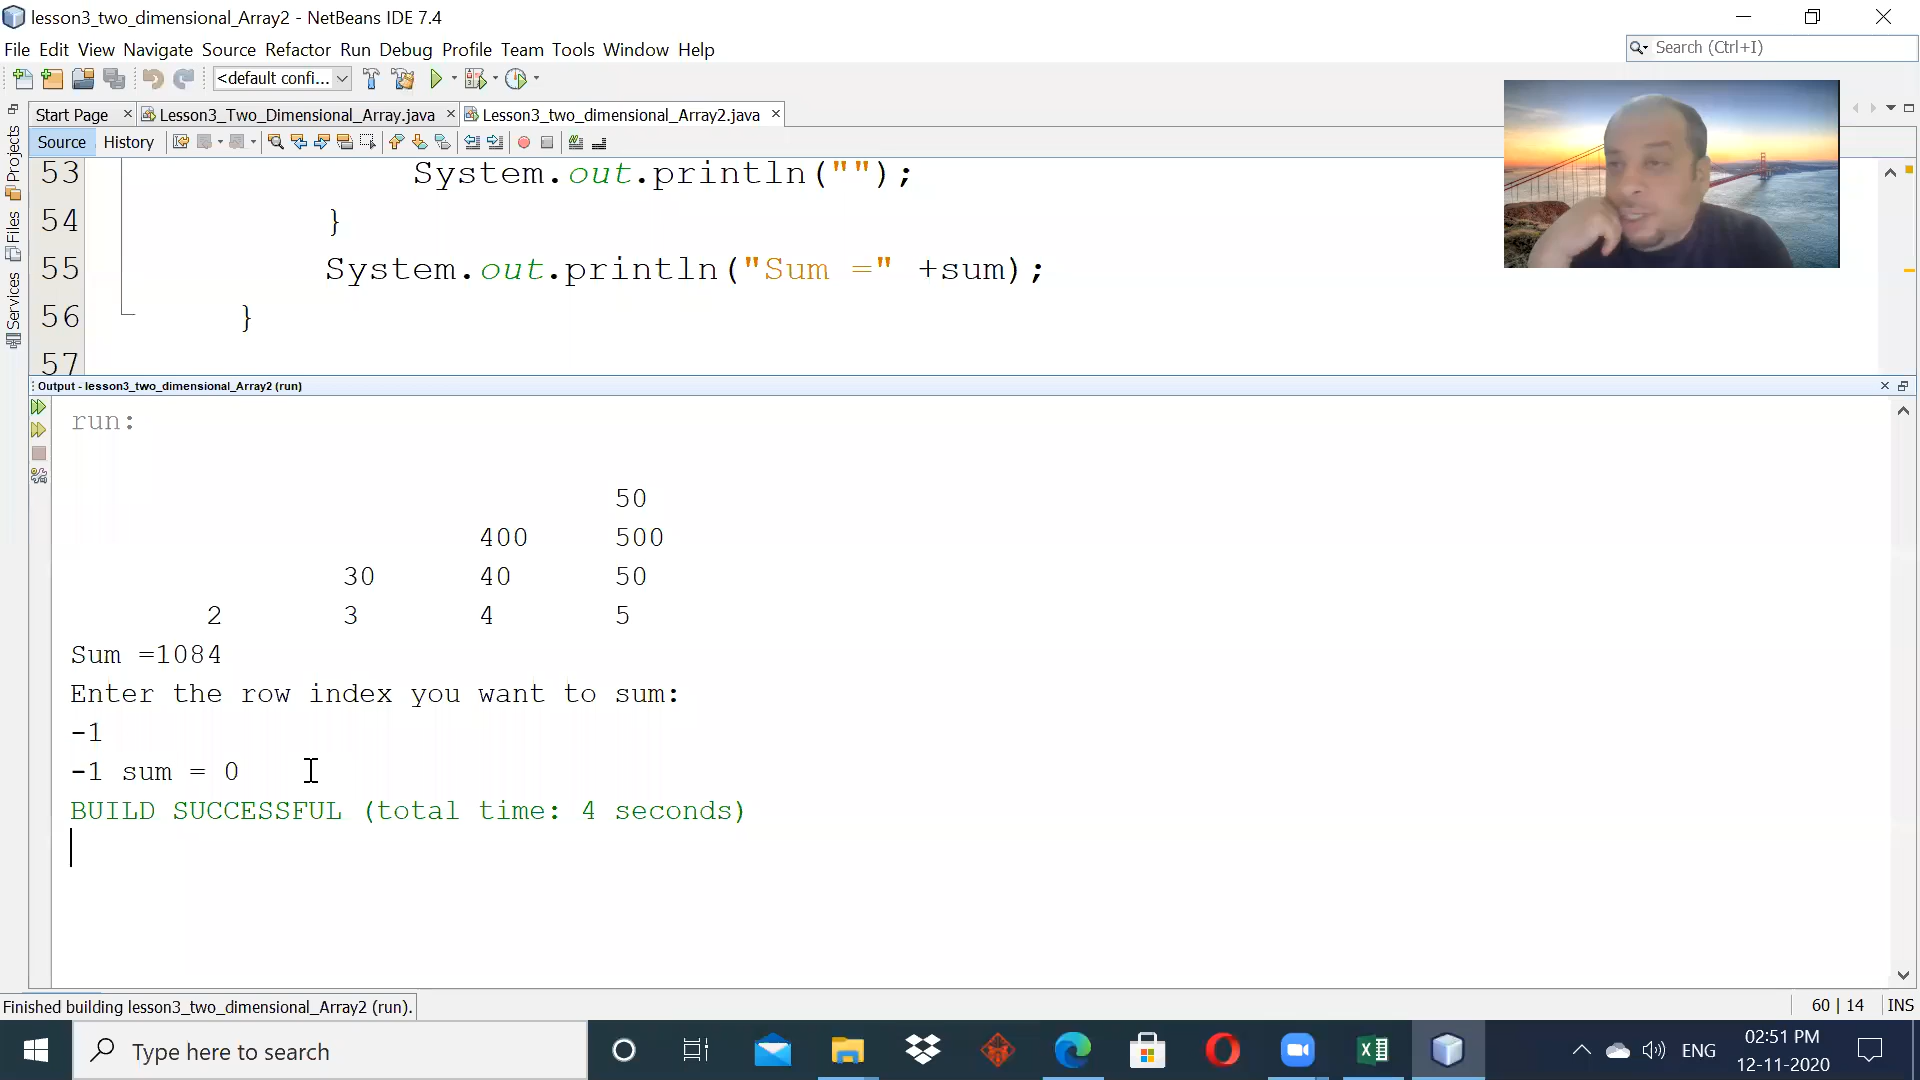 lesson3_two_dimensional_Array2 - NetBeans IDE 7.4
File Edit View Navigate Source Refactor Run Debug Profile Team Tools Window Help
Search (Ctrl+I)
<default confi...
Start Page Lesson3_Two_Dimensional_Array.java Lesson3_two_dimensional_Array2.java
Source History
Projects
Files
Services
53 System.out.println("");
54 }
55 System.out.println("Sum =" +sum);
56 }
57
Output - lesson3_two_dimensional_Array2 (run)
run:
50
400 500
30 40 50
2 3 4 5
Sum =1084
Enter the row index you want to sum:
-1
-1 sum = 0
BUILD SUCCESSFUL (total time: 4 seconds)
Finished building lesson3_two_dimensional_Array2 (run).
60 | 14 INS
Type here to search
ENG
02:51 PM
12-11-2020